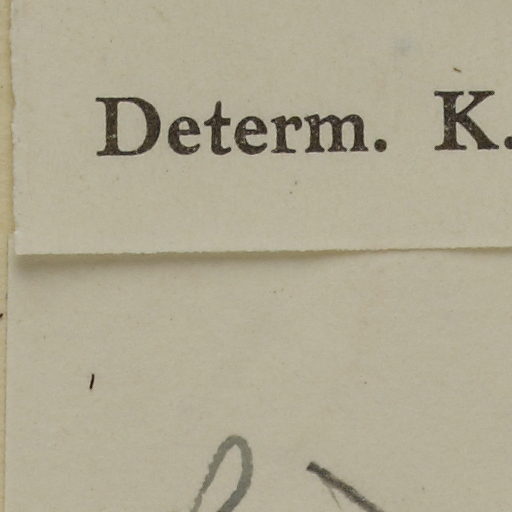 Determ. K.